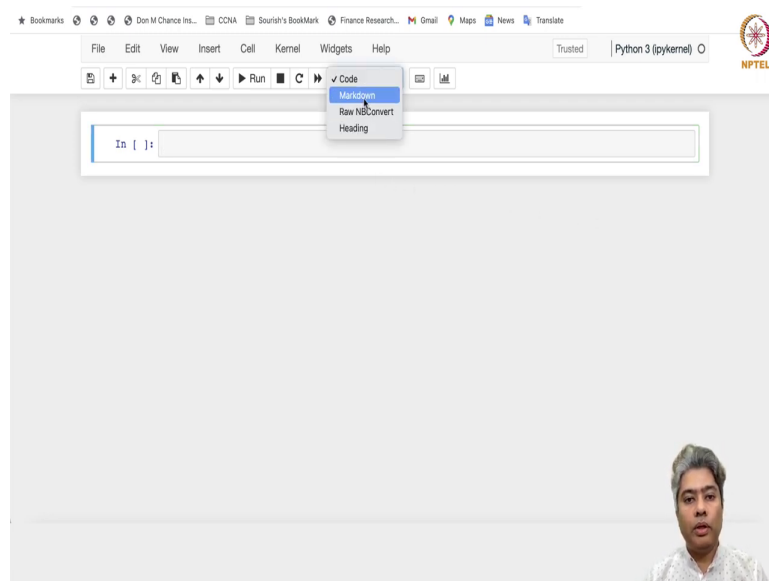 Bookmarks Don M Chance Ins... CCNA Sourish's BookMark Finance Research... Gmail Maps News Translate
File Edit View Insert Cell Kernel Widgets Help Trusted Python 3 (ipykernel)
NPTEL
Run ✓ Code
Markdown
Raw NBConvert
Heading
In [ ]: